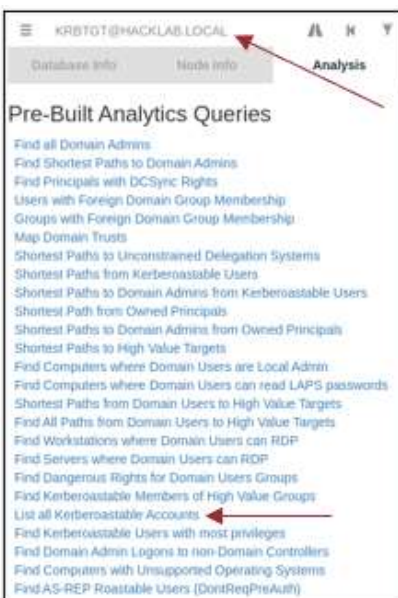 KRBTGT@HACKLAB.LOCAL
Database Info Node Info Analysis
Pre-Built Analytics Queries
Find all Domain Admins
Find Shortest Paths to Domain Admins
Find Principals with DCSync Rights
Users with Foreign Domain Group Membership
Groups with Foreign Domain Group Membership
Map Domain Trusts
Shortest Paths to Unconstrained Delegation Systems
Shortest Paths from Kerberoastable Users
Shortest Paths to Domain Admins from Kerberoastable Users
Shortest Path from Owned Principals
Shortest Paths to Domain Admins from Owned Principals
Shortest Paths to High Value Targets
Find Computers where Domain Users are Local Admin
Find Computers where Domain Users can read LAPS passwords
Shortest Paths from Domain Users to High Value Targets
Find All Paths from Domain Users to High Value Targets
Find Workstations where Domain Users can RDP
Find Servers where Domain Users can RDP
Find Dangerous Rights for Domain Users Groups
Find Kerberoastable Members of High Value Groups
List all Kerberoastable Accounts
Find Kerberoastable Users with most privileges
Find Domain Admin Logons to non-Domain Controllers
Find Computers with Unsupported Operating Systems
Find AS-REP Roastable Users (DontReqPreAuth)